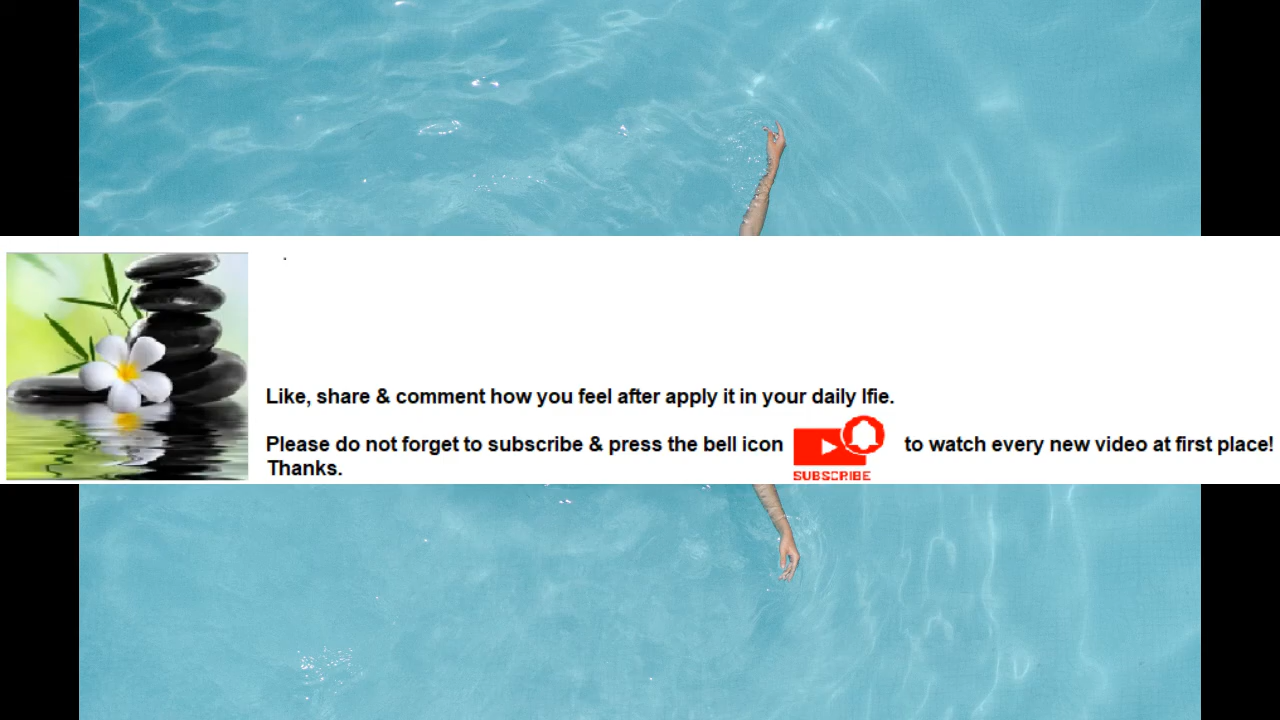 .
Like, share & comment how you feel after apply it in your daily lfie.
Please do not forget to subscribe & press the bell icon SUBSCRIBE to watch every new video at first place!
Thanks.